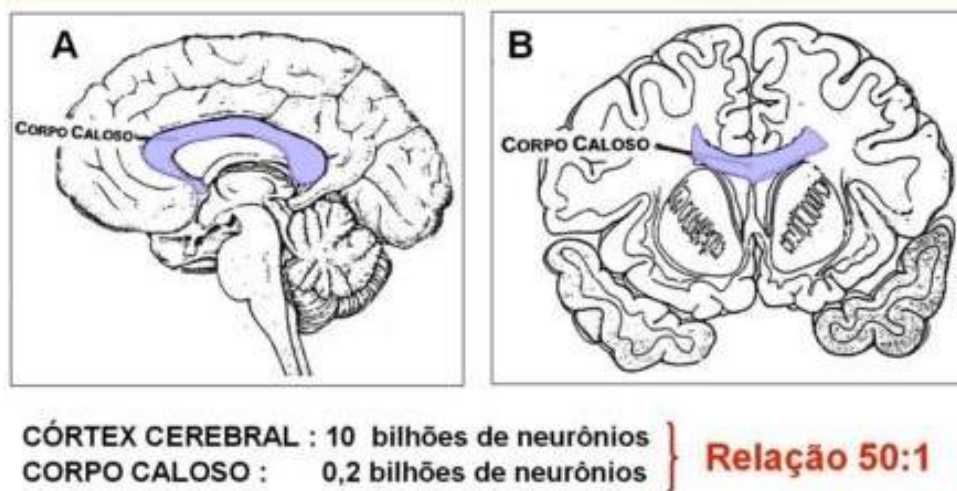 A
B
CORPO CALOSO
CORPO CALOSO
CÓRTEX CEREBRAL : 10 bilhões de neurônios
CORPO CALOSO : 0,2 bilhões de neurônios
Relação 50:1